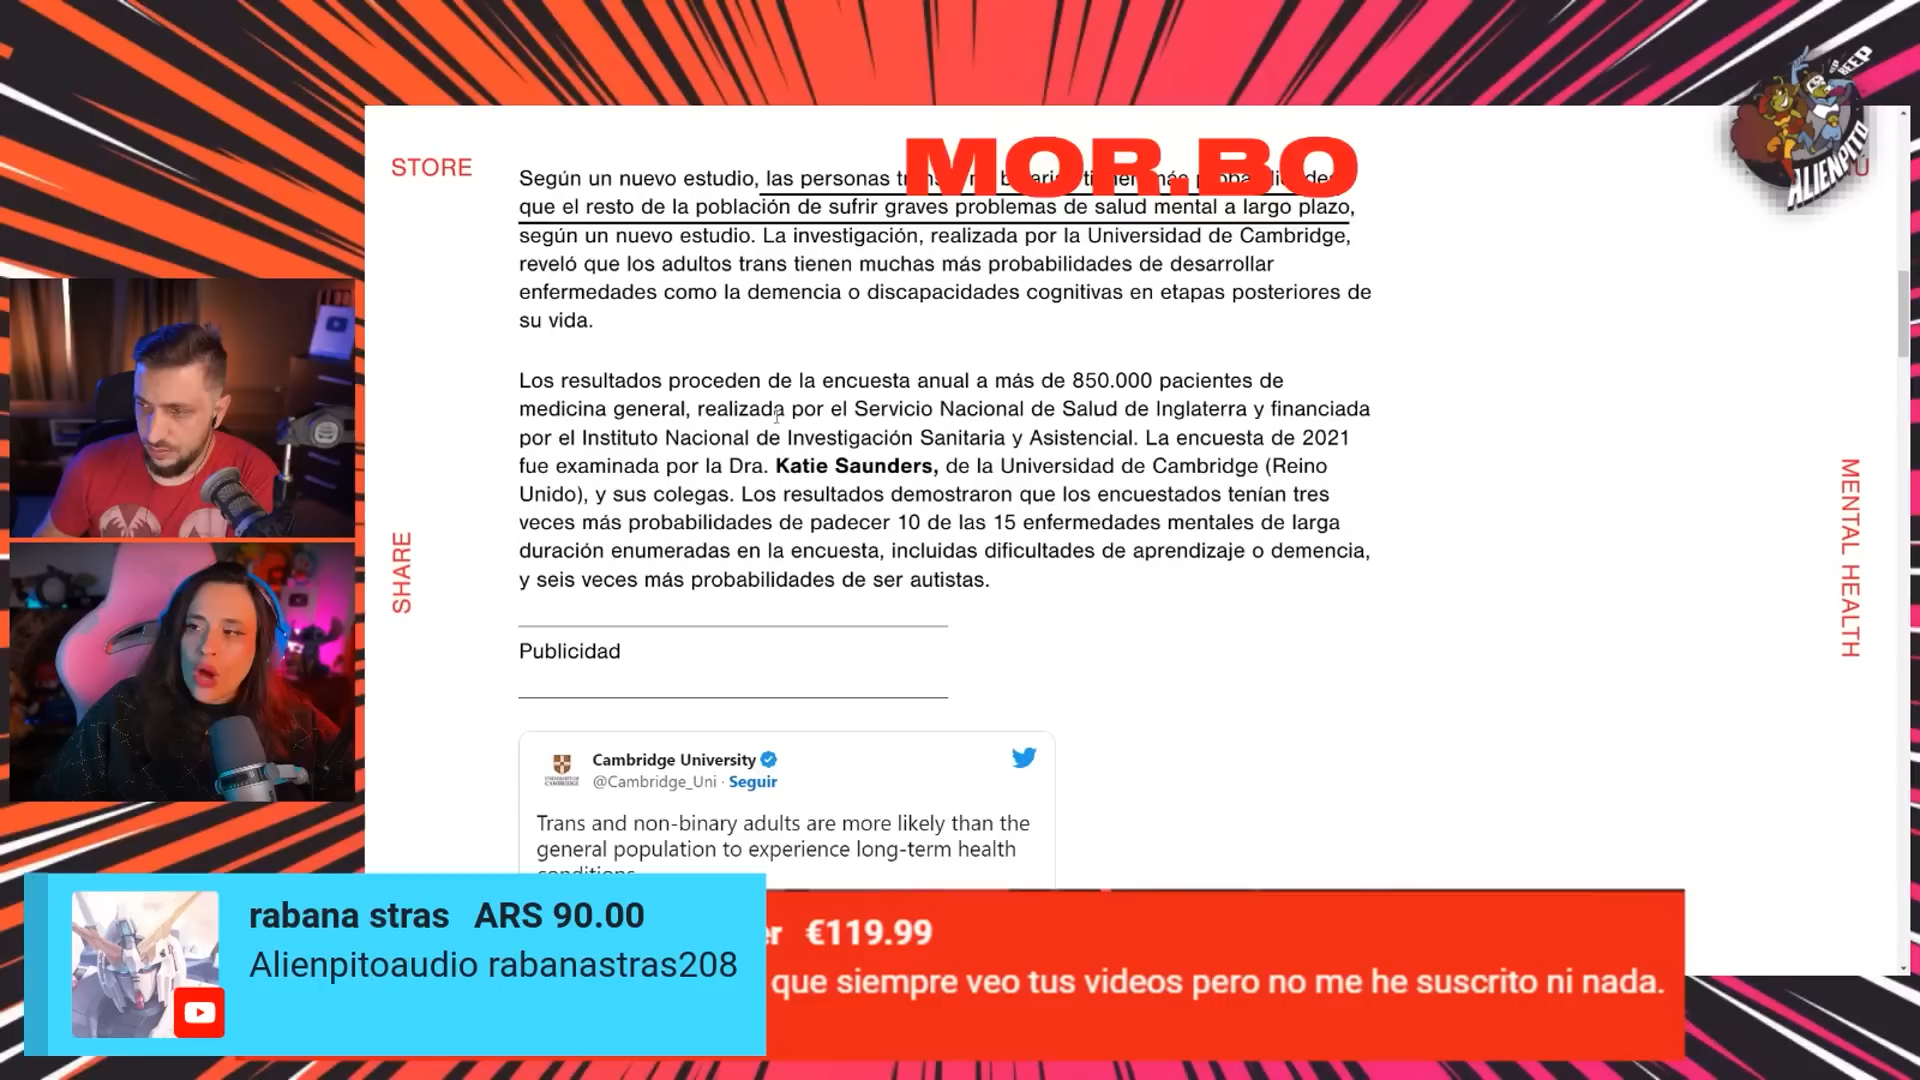 BEEP BEEP
ALIENPITO
MOR.BO
STORE
Según un nuevo estudio, las personas
que el resto de la población de sufrir graves problemas de salud mental a largo plazo,
según un nuevo estudio. La investigación, realizada por la Universidad de Cambridge,
reveló que los adultos trans tienen muchas más probabilidades de desarrollar
enfermedades como la demencia o discapacidades cognitivas en etapas posteriores de
su vida.
Los resultados proceden de la encuesta anual a más de 850.000 pacientes de
medicina general, realizada por el Servicio Nacional de Salud de Inglaterra y financiada
por el Instituto Nacional de Investigación Sanitaria y Asistencial. La encuesta de 2021
fue examinada por la Dra. Katie Saunders, de la Universidad de Cambridge (Reino
Unido), y sus colegas. Los resultados demostraron que los encuestados tenían tres
veces más probabilidades de padecer 10 de las 15 enfermedades mentales de larga
duración enumeradas en la encuesta, incluidas dificultades de aprendizaje o demencia,
y seis veces más probabilidades de ser autistas.
SHARE
MENTAL HEALTH
Publicidad
Cambridge University
@Cambridge_Uni · Seguir
Trans and non-binary adults are more likely than the
general population to experience long-term health
conditions
rabana stras ARS 90.00
Alienpitoaudio rabanastras208
er €119.99
que siempre veo tus videos pero no me he suscrito ni nada.